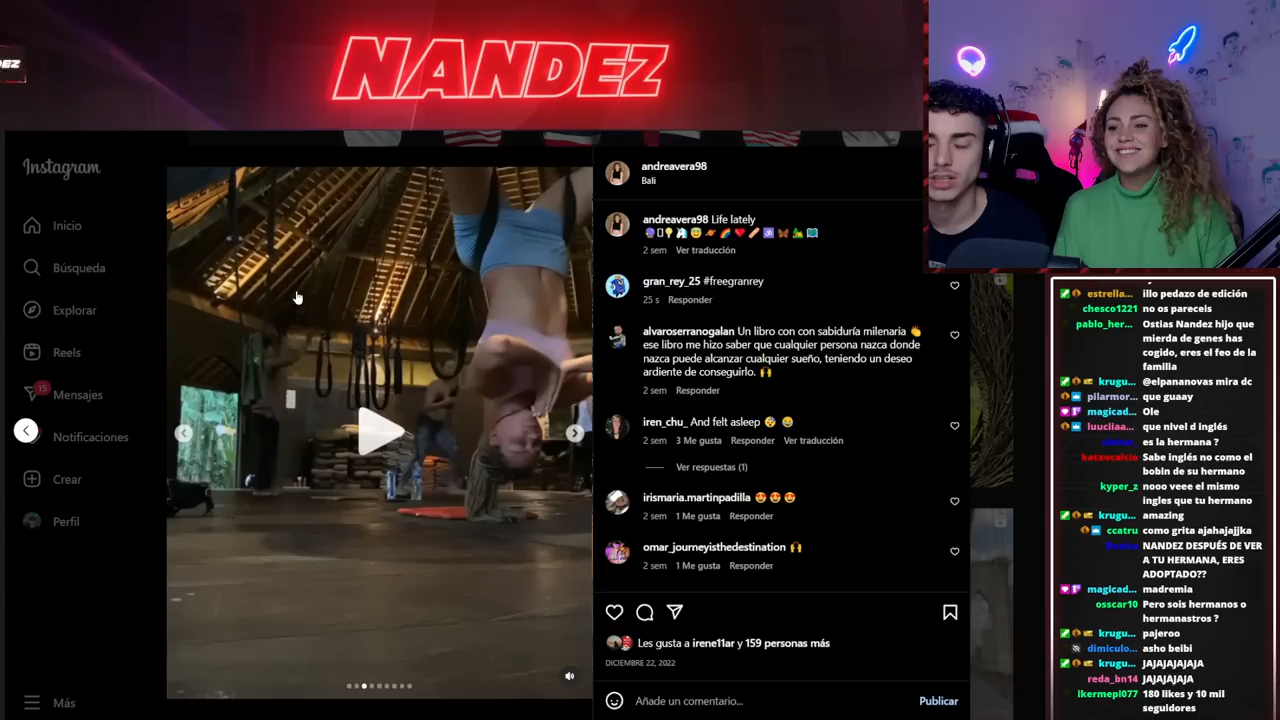 NANDEZ
EZ
Instagram
Inicio
Búsqueda
Explorar
Reels
15
Mensajes
Notificaciones
Crear
Perfil
Más
andreavera98
Bali
andreavera98 Life lately
2 sem Ver traducción
gran_rey_25 #freegranrey
25 s Responder
alvaroserranogalan Un libro con con sabiduría milenaria 👏
ese libro me hizo saber que cualquier persona nazca donde
nazca puede alcanzar cualquier sueño, teniendo un deseo
ardiente de conseguirlo. 🙌
2 sem Responder
iren_chu_ And felt asleep 😴 😂
2 sem 3 Me gusta Responder Ver traducción
Ver respuestas (1)
irismaria.martinpadilla 😍 😍 😍
2 sem 1 Me gusta Responder
omar_journeyisthedestination 🙌
2 sem 1 Me gusta Responder
Les gusta a irene11ar y 159 personas más
DICIEMBRE 22, 2022
Añade un comentario...
Publicar
estrella... illo pedazo de edición
chesco1221 no os pareceis
pablo_her... Ostias Nandez hijo que
mierda de genes has
cogido, eres el feo de la
familia
krugu... @elpananovas mira dc
pilarmor... que guaay
magicad... Ole
luucilaa... que nivel d inglés
es la hermana ?
katxocalcio Sabe inglés no como el
bobin de su hermano
kyper_z nooo veee el mismo
ingles que tu hermano
krugu... amazing
ccatru como grita ajahajajjka
NANDEZ DESPUÉS DE VER
A TU HERMANA, ERES
ADOPTADO??
magicad... madremia
osscar10 Pero sois hermanos o
hermanastros ?
krugu... pajeroo
dimiculo... asho beibi
krugu... JAJAJAJAJA
reda_bn14 JAJAJAJA
ikermepl077 180 likes y 10 mil
seguidores